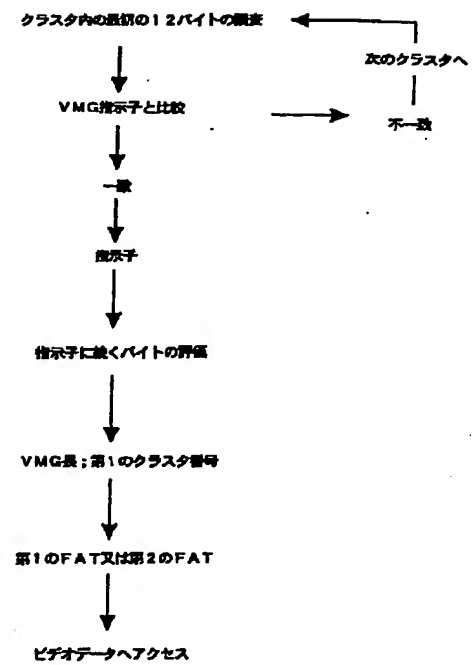 クラスタ内の最初の12バイトの調査
次のクラスタへ
VMG指示子と比較
不一致
一致
指示子
指示子に続くバイトの評価
VMG長；第1のクラスタ番号
第1のFAT又は第2のFAT
ビデオデータへアクセス